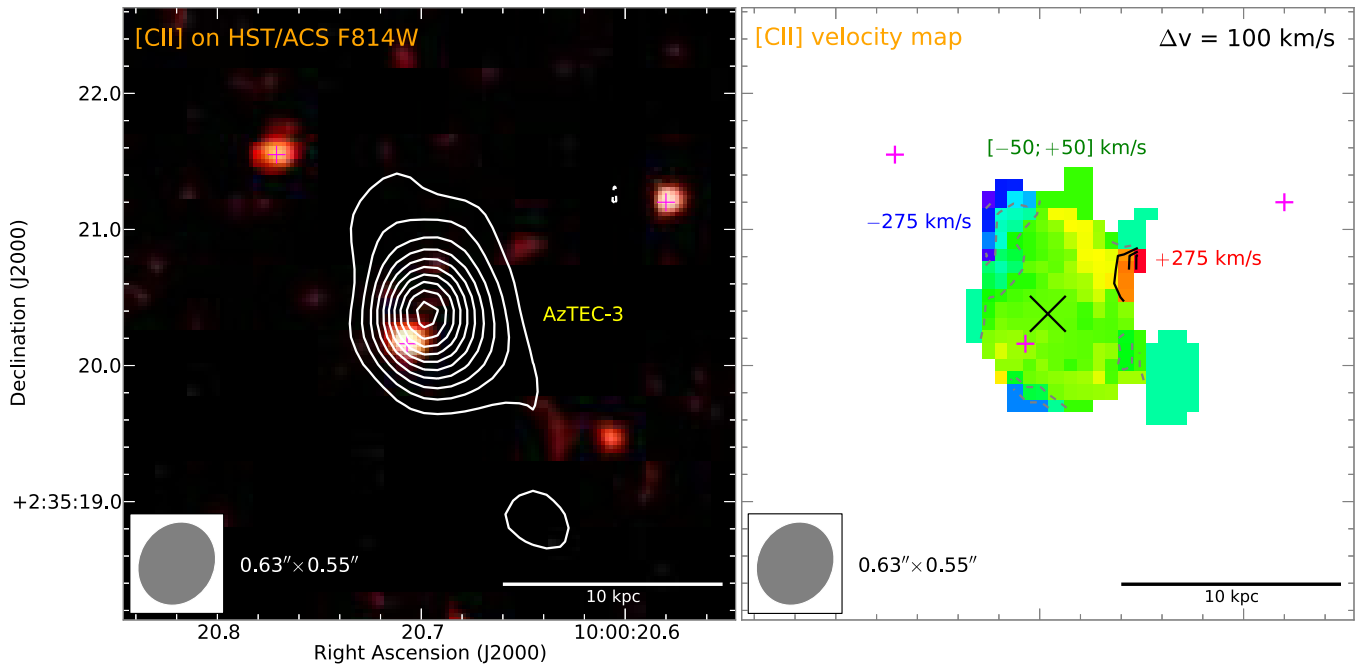 [CII] on HST/ACS F814W
[CII] velocity map
Δv = 100 km/s
22.0
21.0
20.0
+2:35:19.0
Declination (J2000)
AzTEC-3
[−50; +50] km/s
−275 km/s
+275 km/s
0.63″×0.55″
10 kpc
0.63″×0.55″
10 kpc
20.8
20.7
10:00:20.6
Right Ascension (J2000)